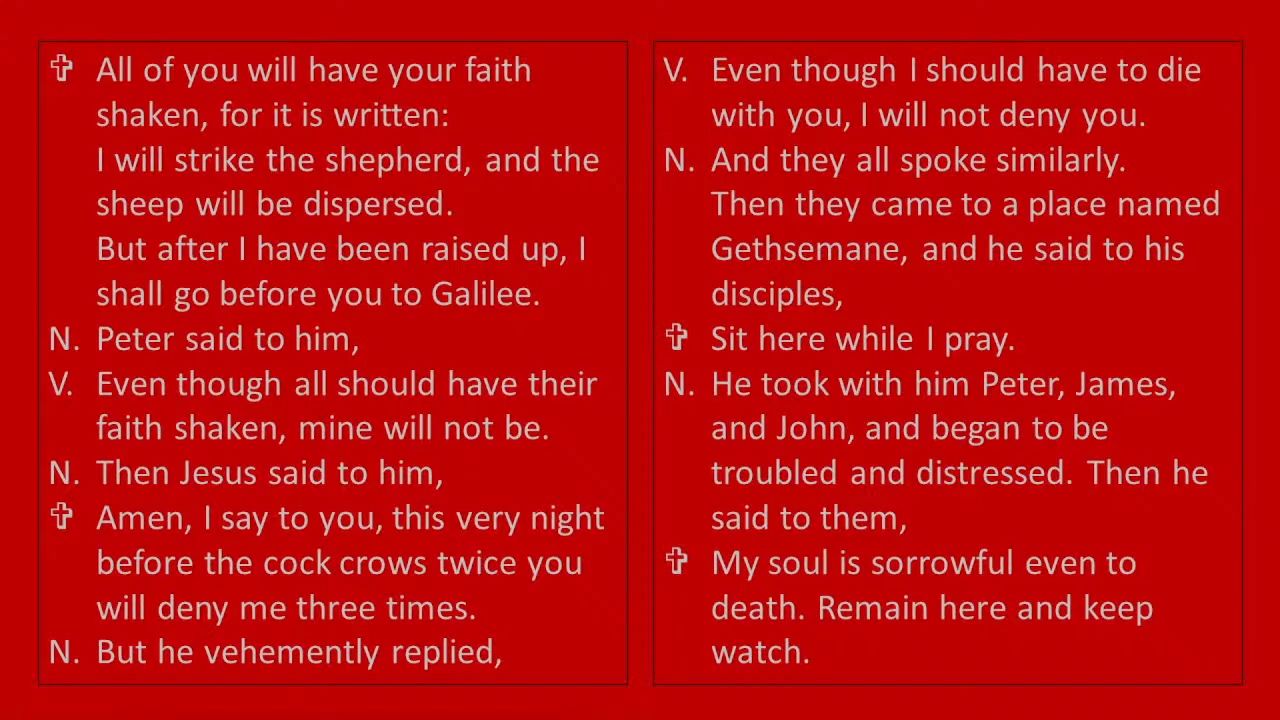 ✞ All of you will have your faith
shaken, for it is written:
I will strike the shepherd, and the
sheep will be dispersed.
But after I have been raised up, I
shall go before you to Galilee.
N. Peter said to him,
V. Even though all should have their
faith shaken, mine will not be.
N. Then Jesus said to him,
✞ Amen, I say to you, this very night
before the cock crows twice you
will deny me three times.
N. But he vehemently replied,
V. Even though I should have to die
with you, I will not deny you.
N. And they all spoke similarly.
Then they came to a place named
Gethsemane, and he said to his
disciples,
✞ Sit here while I pray.
N. He took with him Peter, James,
and John, and began to be
troubled and distressed. Then he
said to them,
✞ My soul is sorrowful even to
death. Remain here and keep
watch.